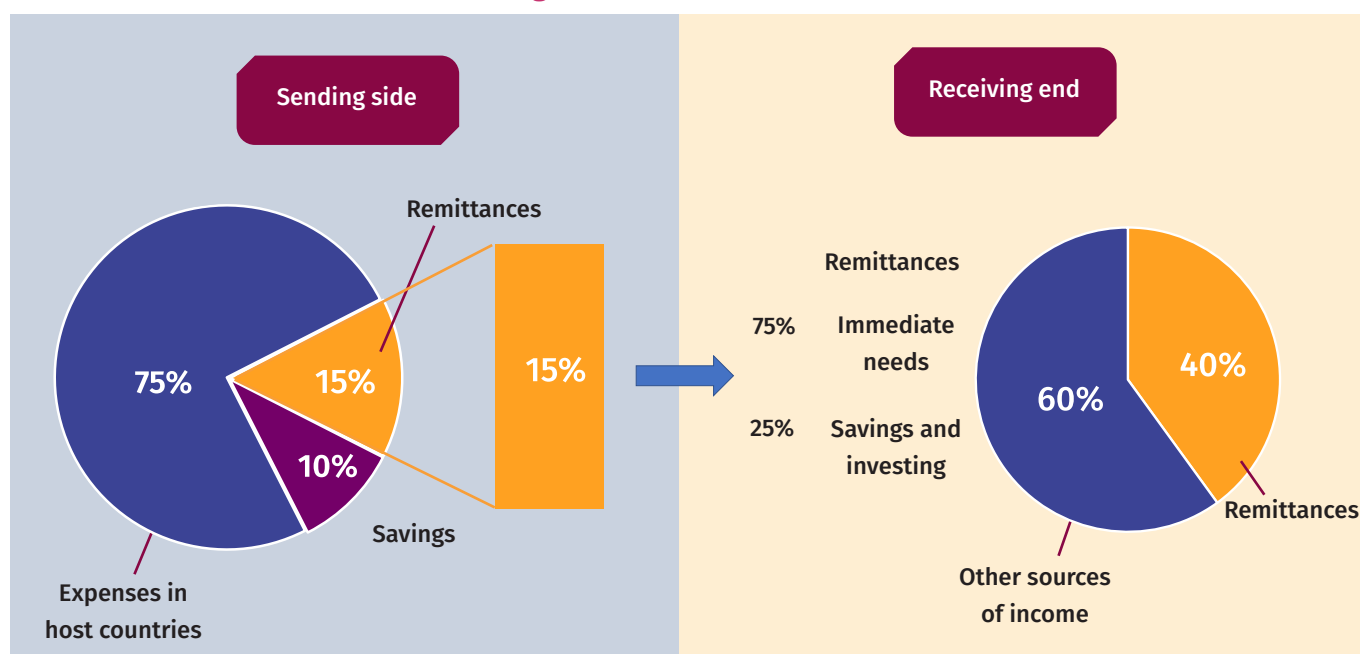 Sending side
Receiving end
Remittances
75%
15%
10%
15%
Savings
Expenses in
host countries
Remittances
75%
Immediate
needs
25%
Savings and
investing
60%
40%
Remittances
Other sources
of income